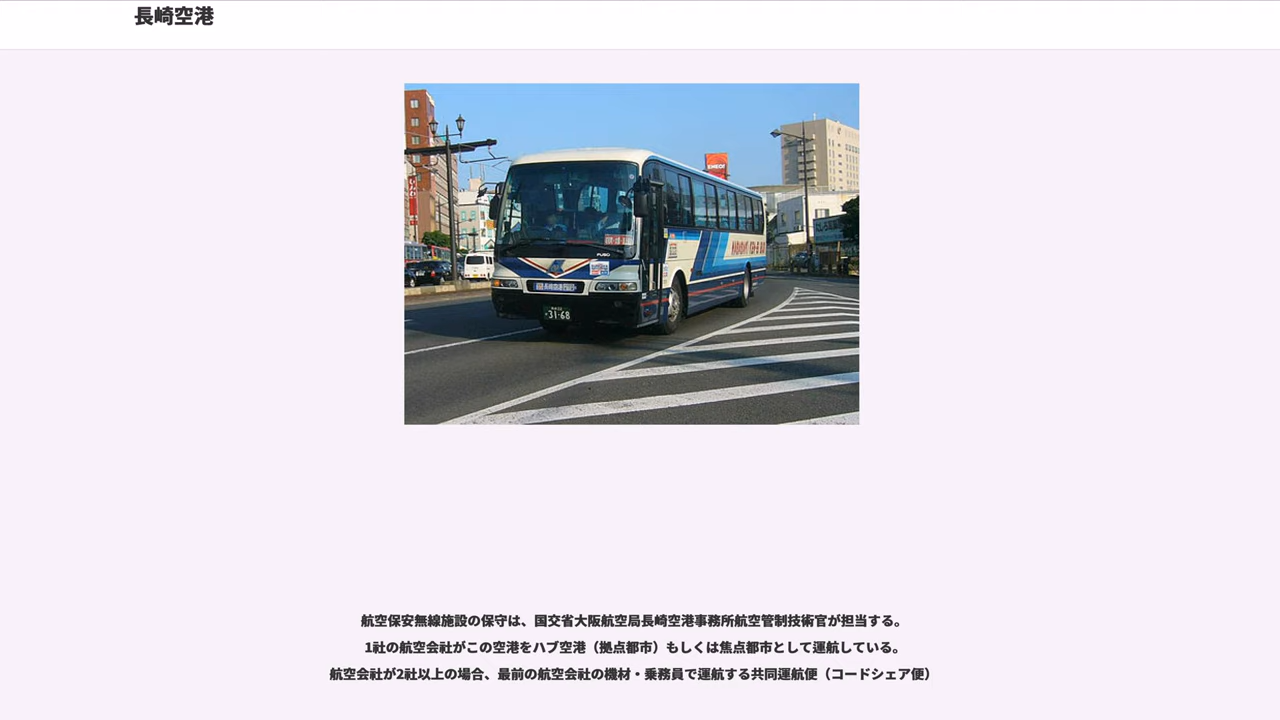 長崎空港
ENEOS
FUSO
31-68
航空保安無線施設の保守は、国交省大阪航空局長崎空港事務所航空管制技術官が担当する。
1社の航空会社がこの空港をハブ空港（拠点都市）もしくは焦点都市として運航している。
航空会社が2社以上の場合、最前の航空会社の機材・乗務員で運航する共同運航便（コードシェア便）